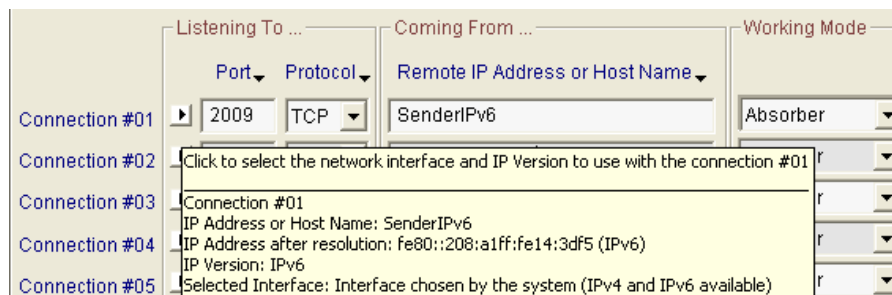 Listening To ... Coming From ... Working Mode
Port Protocol Remote IP Address or Host Name
Connection #01 2009 TCP SenderIPv6 Absorber
Connection #02 Click to select the network interface and IP Version to use with the connection #01 r
Connection #03 Connection #01 r
IP Address or Host Name: SenderIPv6
Connection #04 IP Address after resolution: fe80::208:a1ff:fe14:3df5 (IPv6) r
IP Version: IPv6
Connection #05 Selected Interface: Interface chosen by the system (IPv4 and IPv6 available) r